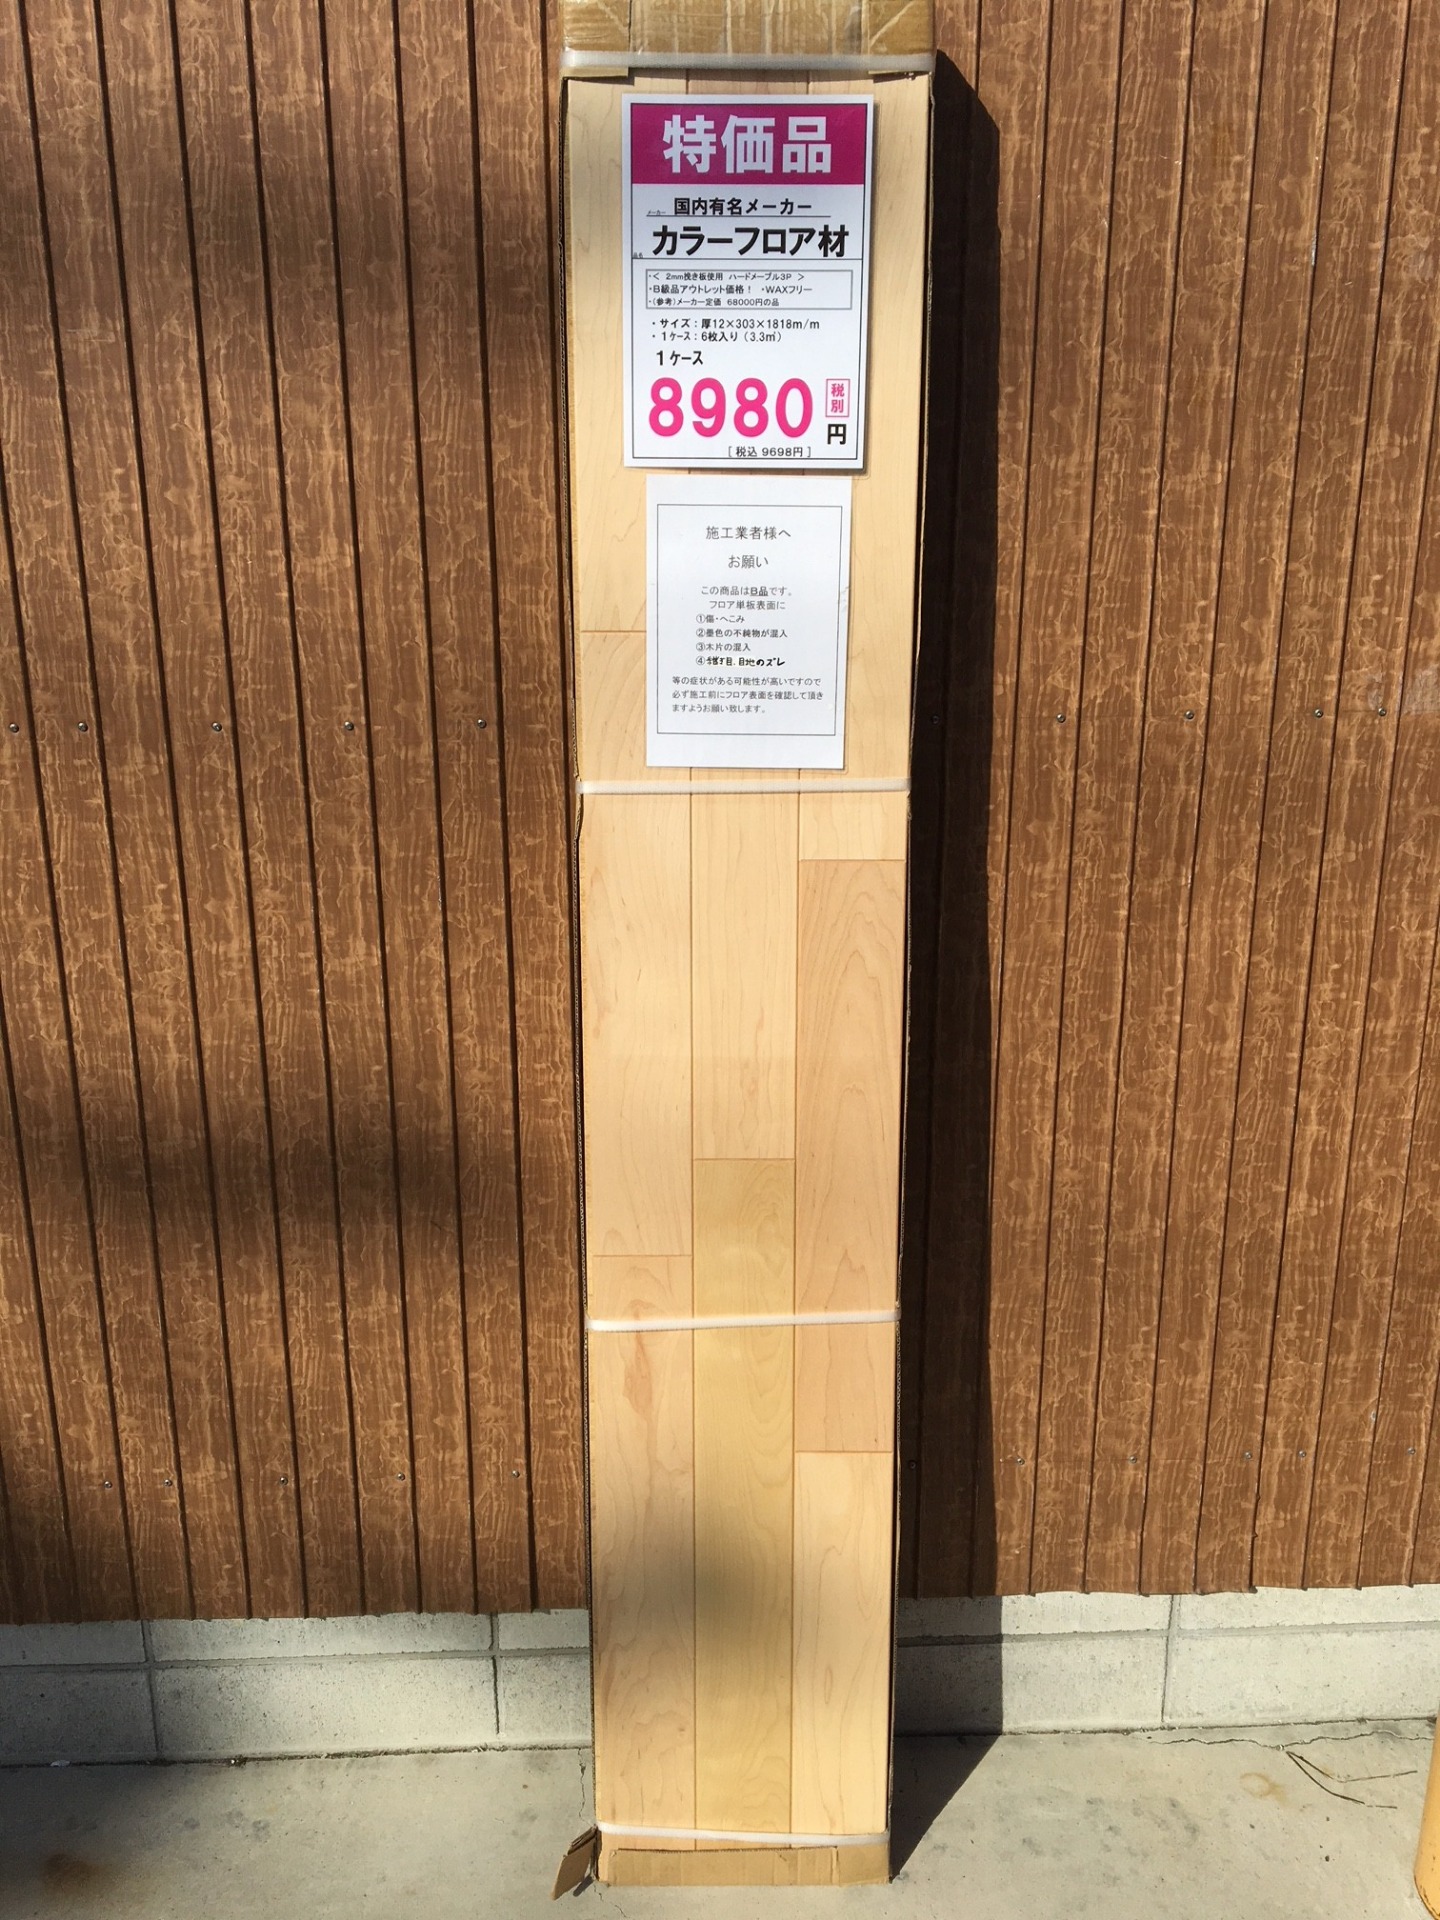 特価品
メーカー 国内有名メーカー
品名 カラーフロア材
・< 2mm挽き板使用 ハードメープル3P >
・B級品アウトレット価格! ・WAXフリー
・(参考)メーカー定価 68000円の品
・サイズ:厚12×303×1818m/m
・1ケース:6枚入り(3.3㎡)
1ケース
8980円 税別
[ 税込 9698円 ]
施工業者様へ
お願い
この商品はB品です。
フロア単板表面に
①傷・へこみ
②墨色の不純物が混入
③木片の混入
④継ぎ目、目地のズレ
等の症状がある可能性が高いですので
必ず施工前にフロア表面を確認して頂き
ますようお願い致します。